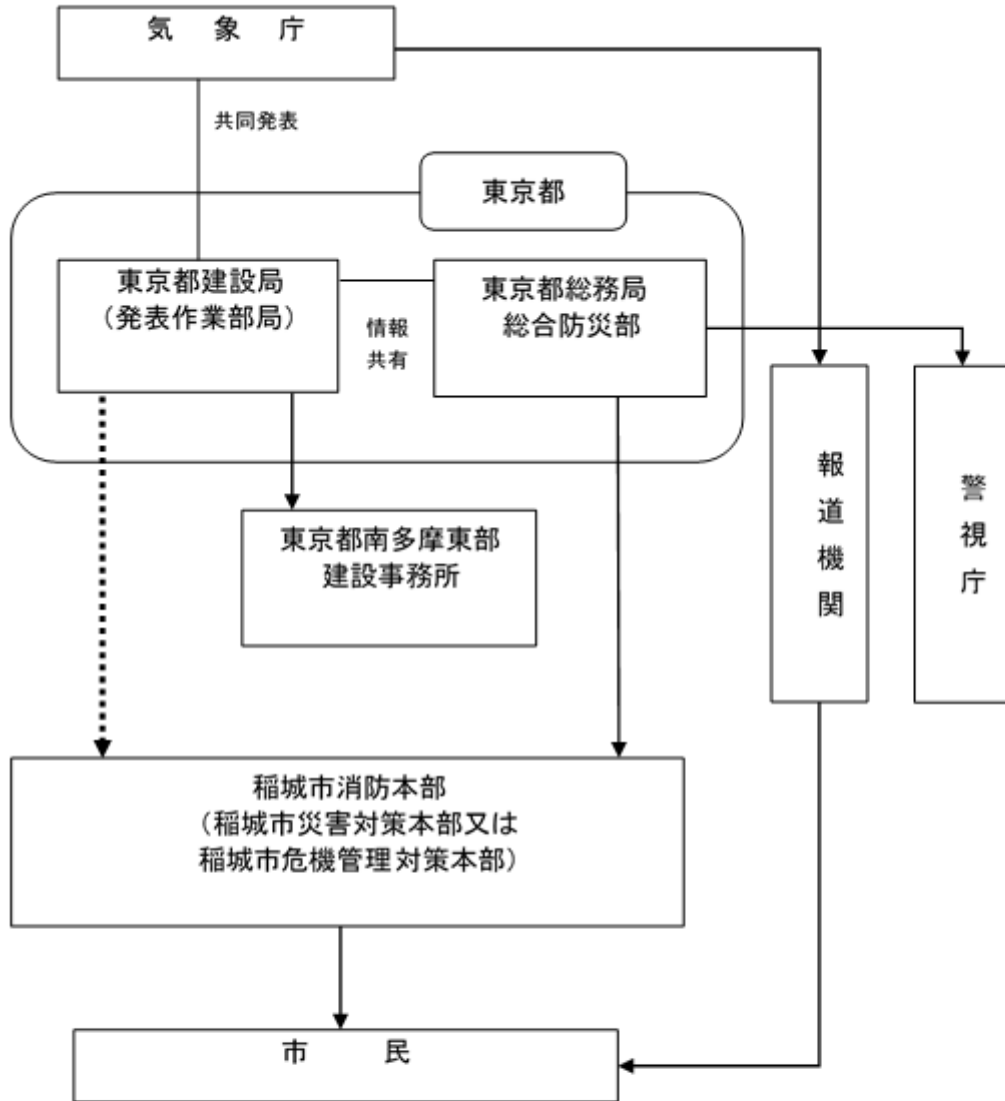 気 象 庁
共同発表
東京都
東京都建設局
（発表作業部局）
情報
共有
東京都総務局
総合防災部
報道機関
警視庁
東京都南多摩東部
建設事務所
稲城市消防本部
（稲城市災害対策本部又は
稲城市危機管理対策本部）
市 民